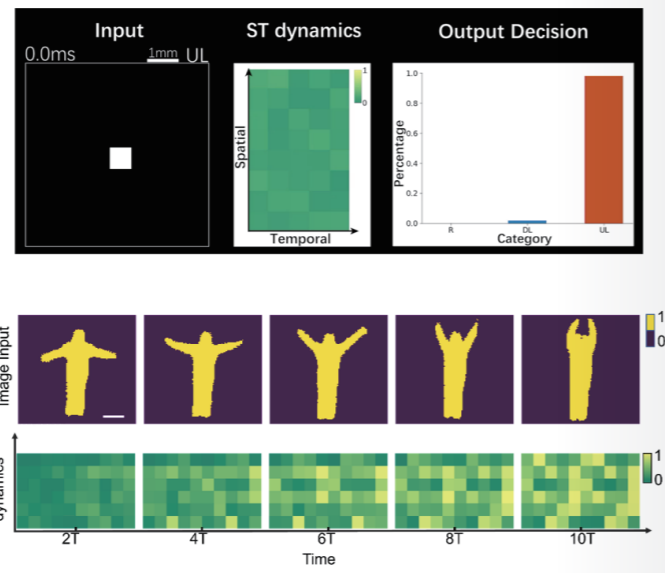 Input ST dynamics Output Decision
0.0ms 1mm UL
1
0
Spatial
Temporal
Percentage
1.0
0.8
0.6
0.4
0.2
0.0
R DL UL
Category
Image input
1
0
dynamics
1
0
2T 4T 6T 8T 10T
Time